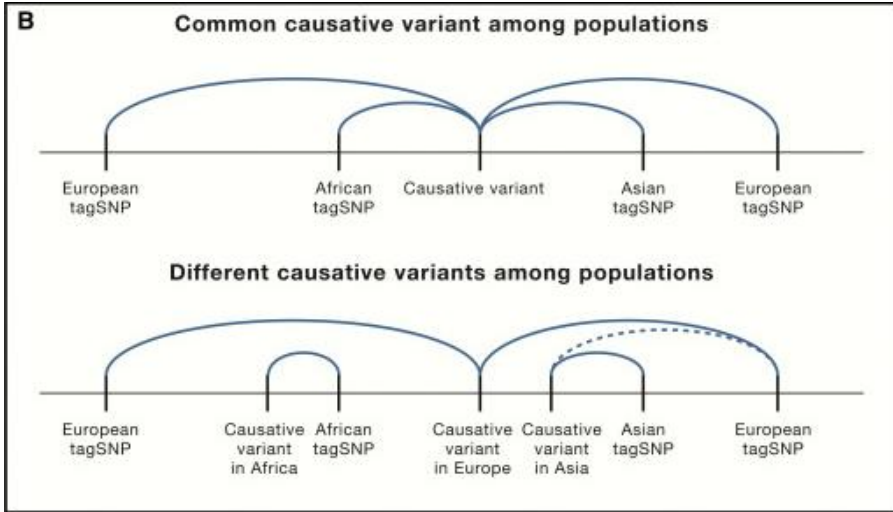 B
Common causative variant among populations
European
tagSNP
African
tagSNP
Causative variant
Asian
tagSNP
European
tagSNP
Different causative variants among populations
European
tagSNP
Causative
variant
in Africa
African
tagSNP
Causative
variant
in Europe
Causative
variant
in Asia
Asian
tagSNP
European
tagSNP